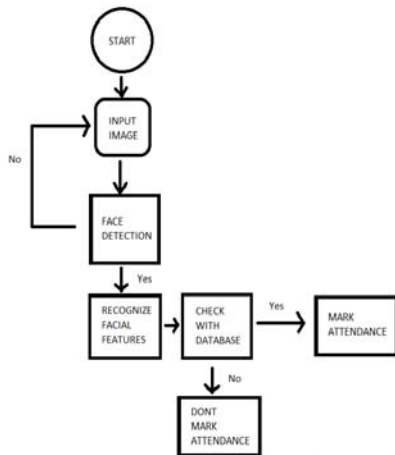 START
INPUT
IMAGE
No
FACE
DETECTION
Yes
RECOGNIZE
FACIAL
FEATURES
CHECK
WITH
DATABASE
Yes
MARK
ATTENDANCE
No
DONT
MARK
ATTENDANCE